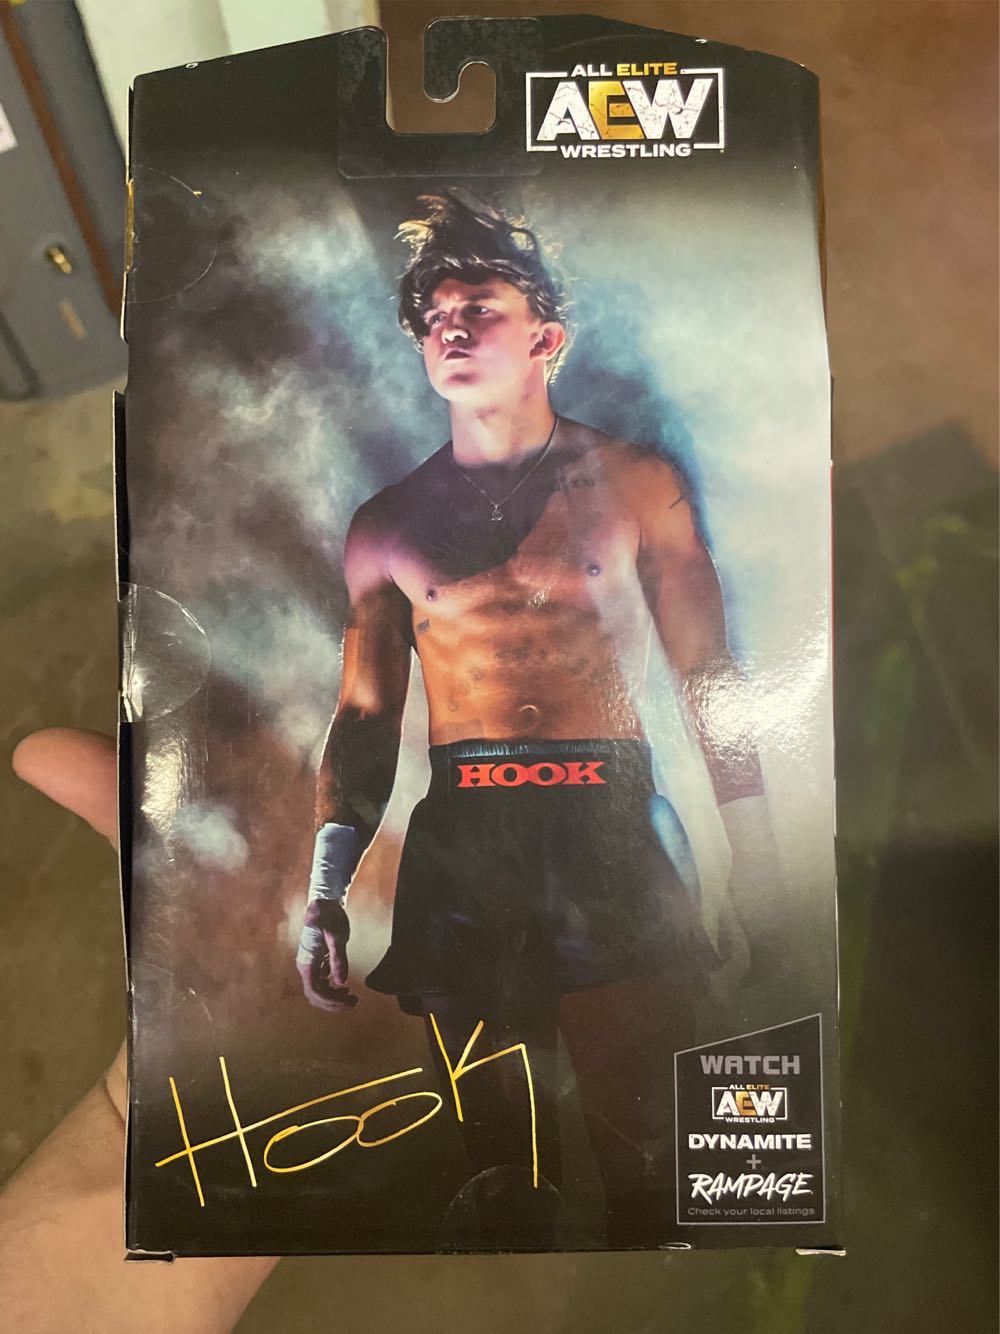 ALL ELITE
AEW
WRESTLING
HOOK
HOOK
WATCH
ALL ELITE
AEW
WRESTLING
DYNAMITE
+
RAMPAGE
Check your local listings